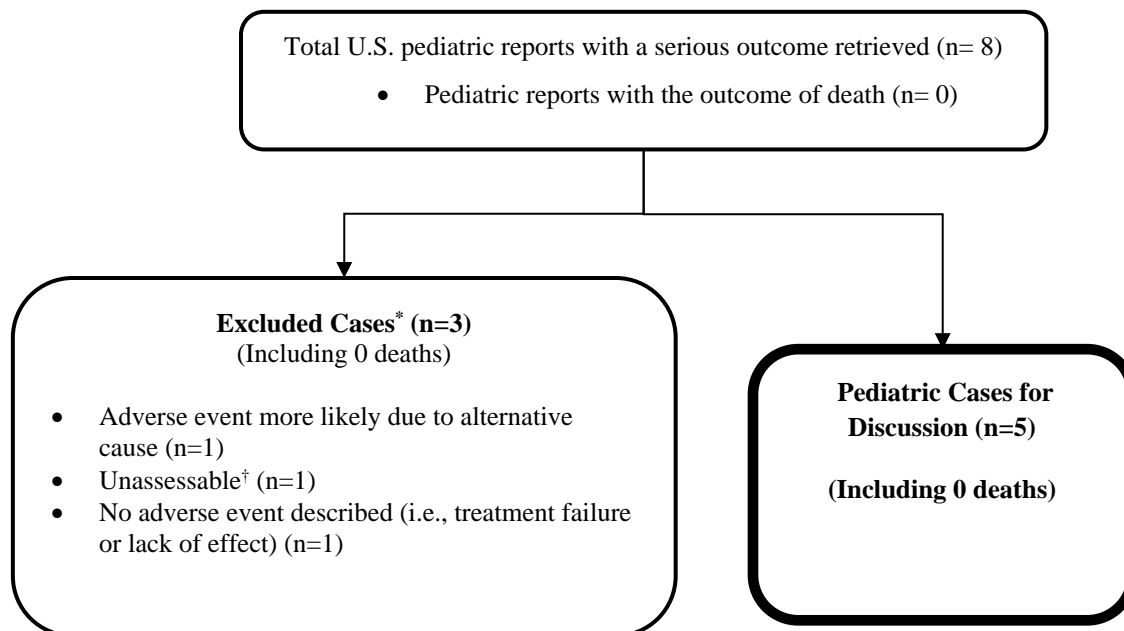 Total U.S. pediatric reports with a serious outcome retrieved (n= 8)
• Pediatric reports with the outcome of death (n= 0)
Excluded Cases* (n=3)
(Including 0 deaths)
• Adverse event more likely due to alternative
cause (n=1)
• Unassessable† (n=1)
• No adverse event described (i.e., treatment failure
or lack of effect) (n=1)
Pediatric Cases for
Discussion (n=5)
(Including 0 deaths)